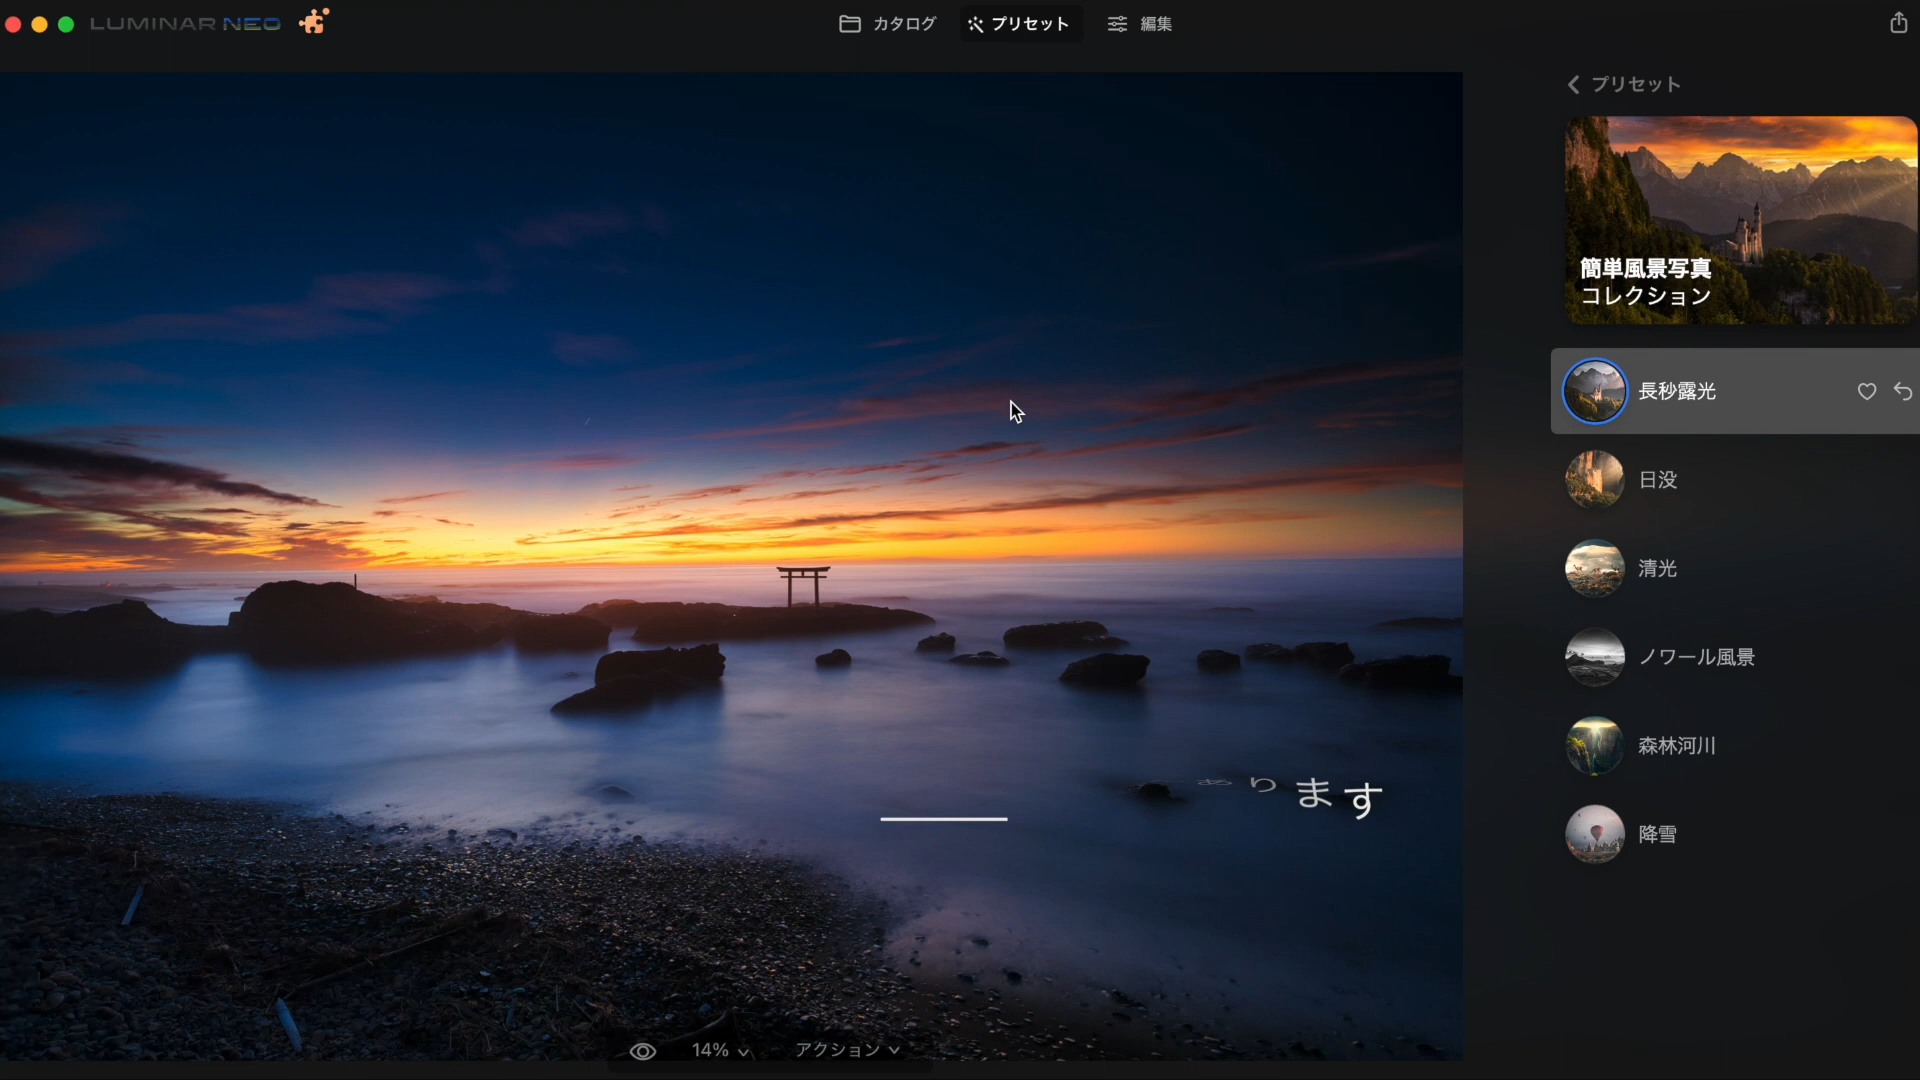 LUMINAR NEO
カタログ
プリセット
編集
プリセット
簡単風景写真
コレクション
長秒露光
日没
清光
ノワール風景
森林河川
降雪
あります
14%
アクション